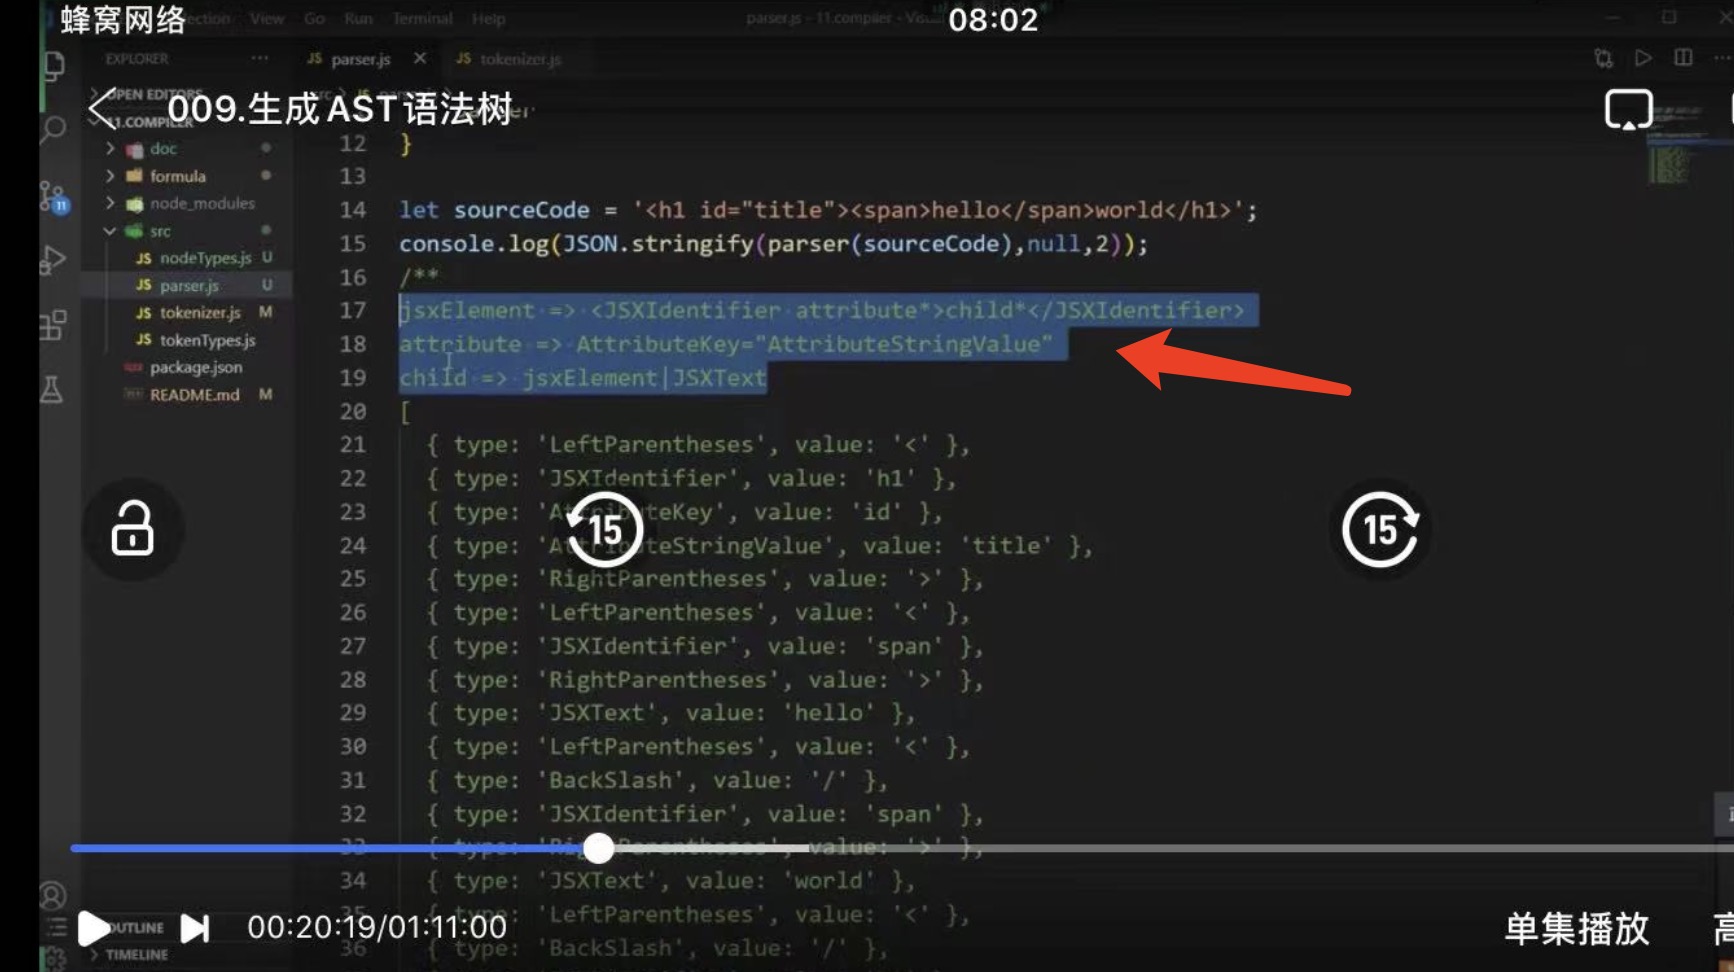 蜂窝网络
08:02
View Go Run Terminal Help
parser.js - 11.compiler
EXPLORER
JS parser.js
JS tokenizer.js
OPEN EDITORS
009.生成AST语法树
11.COMPILER
doc
formula
node_modules
src
JS nodeTypes.js U
JS parser.js U
JS tokenizer.js M
JS tokenTypes.js
package.json
README.md M
11
12 }
13
14 let sourceCode = '<h1 id="title"><span>hello</span>world</h1>';
15 console.log(JSON.stringify(parser(sourceCode),null,2));
16 /**
17 jsxElement => <JSXIdentifier attribute*>child*</JSXIdentifier>
18 attribute => AttributeKey="AttributeStringValue"
19 child => jsxElement|JSXText
20 [
21 { type: 'LeftParentheses', value: '<' },
22 { type: 'JSXIdentifier', value: 'h1' },
23 { type: 'AttributeKey', value: 'id' },
24 { type: 'AttributeStringValue', value: 'title' },
25 { type: 'RightParentheses', value: '>' },
26 { type: 'LeftParentheses', value: '<' },
27 { type: 'JSXIdentifier', value: 'span' },
28 { type: 'RightParentheses', value: '>' },
29 { type: 'JSXText', value: 'hello' },
30 { type: 'LeftParentheses', value: '<' },
31 { type: 'BackSlash', value: '/' },
32 { type: 'JSXIdentifier', value: 'span' },
33 { type: 'RightParentheses', value: '>' },
34 { type: 'JSXText', value: 'world' },
35 { type: 'LeftParentheses', value: '<' },
36 { type: 'BackSlash', value: '/' },
15
15
OUTLINE
TIMELINE
00:20:19/01:11:00
单集播放
高